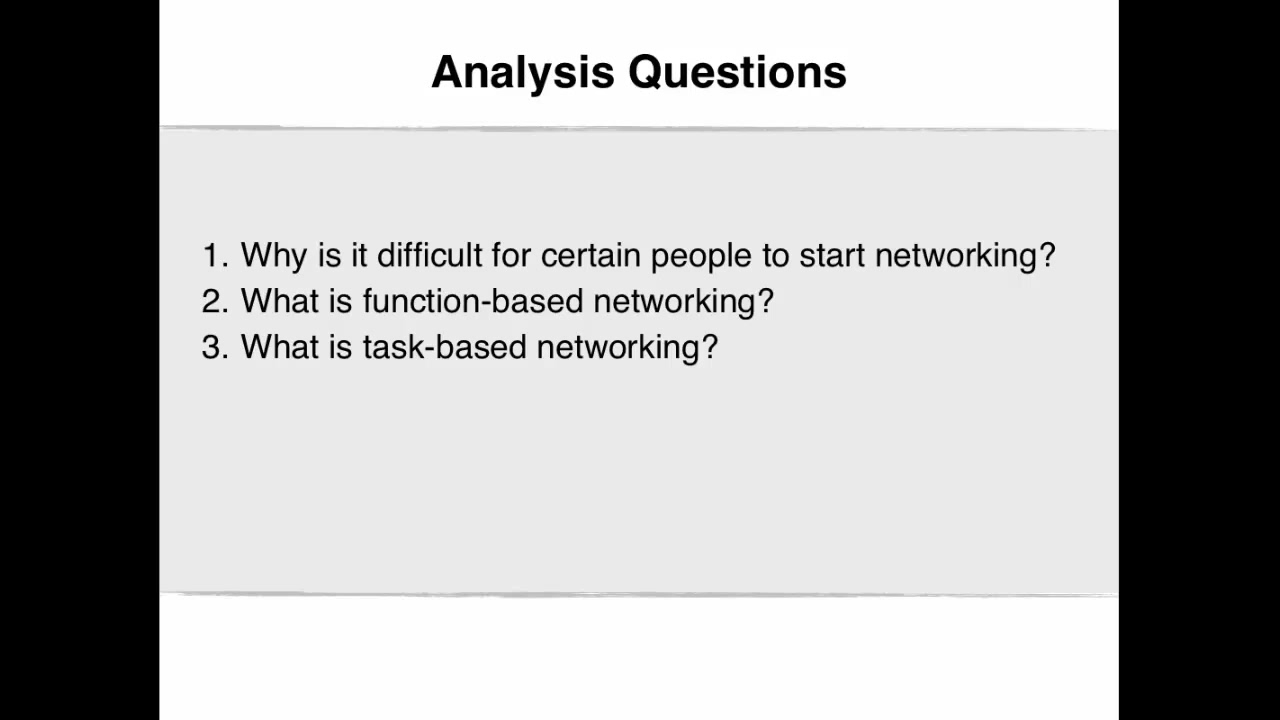 Analysis Questions
1. Why is it difficult for certain people to start networking?
2. What is function-based networking?
3. What is task-based networking?